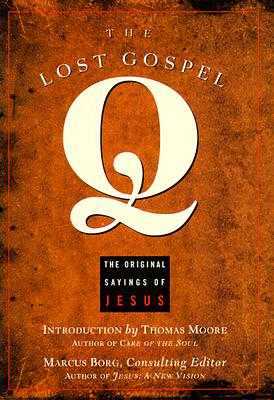 THE
LOST GOSPEL
Q
THE ORIGINAL
SAYINGS OF
JESUS
INTRODUCTION by THOMAS MOORE
AUTHOR OF CARE OF THE SOUL
MARCUS BORG, Consulting Editor
AUTHOR OF JESUS: A NEW VISION